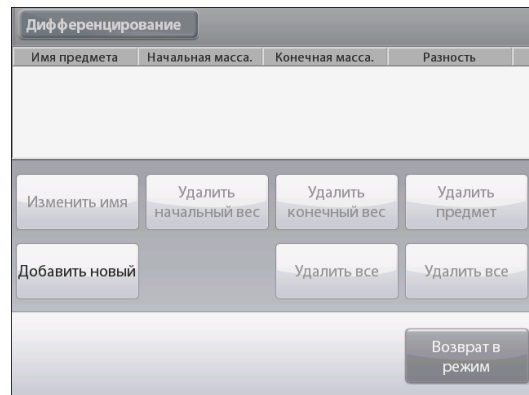 Дифференцирование
Имя предмета Начальная масса. Конечная масса. Разность
Изменить имя
Удалить
начальный вес
Удалить
конечный вес
Удалить
предмет
Добавить новый
Удалить все
Удалить все
Возврат в
режим